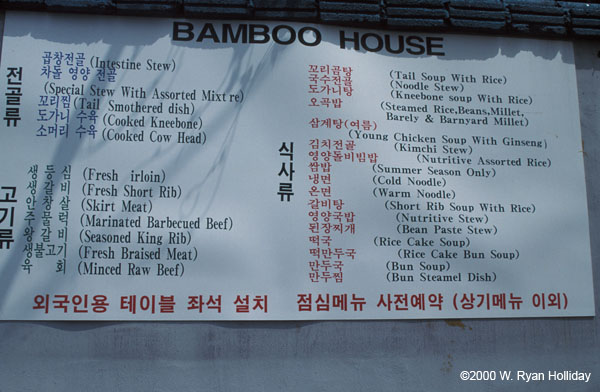 BAMBOO HOUSE
전골류
곱창전골 (Intestine Stew)
차돌 영양 전골
(Special Stew With Assorted Mixt re)
꼬리찜(Tail Smothered dish)
도가니 수육 (Cooked Kneebone)
소머리 수육 (Cooked Cow Head)
고기류
생 등 심 (Fresh irloin)
생 갈 비 (Fresh Short Rib)
안 창 살 (Skirt Meat)
주 물 럭 (Marinated Barbecued Beef)
왕 갈 비 (Seasoned King Rib)
생 불 고 기 (Fresh Braised Meat)
육 회 (Minced Raw Beef)
식사류
꼬리곰탕 (Tail Soup With Rice)
국수전골 (Noodle Stew)
도가니탕 (Kneebone soup With Rice)
오곡밥 (Steamed Rice,Beans,Millet,
Barely & Barnyard Millet)
삼계탕(여름)
(Young Chicken Soup With Ginseng)
김치전골 (Kimchi Stew)
영양돌비빔밥 (Nutritive Assorted Rice)
쌈밥 (Summer Season Only)
냉면 (Cold Noodle)
온면 (Warm Noodle)
갈비탕 (Short Rib Soup With Rice)
영양국밥 (Nutritive Stew)
된장찌개 (Bean Paste Stew)
떡국 (Rice Cake Soup)
떡만두국 (Rice Cake Bun Soup)
만두국 (Bun Soup)
만두찜 (Bun Steamel Dish)
외국인용 테이블 좌석 설치
점심메뉴 사전예약 (상기메뉴 이외)
©2000 W. Ryan Holliday